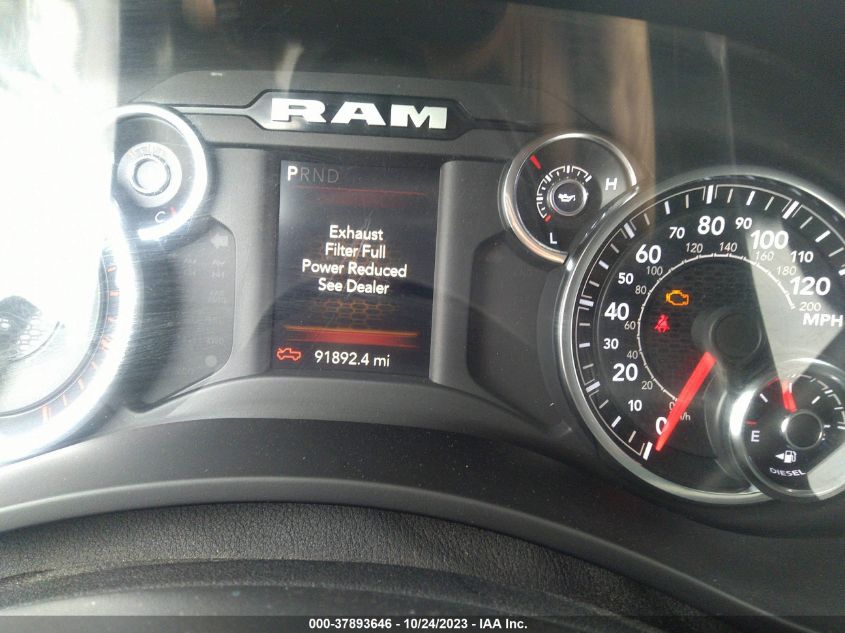 RAM
PRND
Exhaust
Filter Full
Power Reduced
See Dealer
91892.4 mi
C
H
L
0
10
20
30
40
50
60
70
80
90
100
110
120
MPH
20
40
60
80
100
120
140
160
180
200
E
DIESEL
000-37893646 - 10/24/2023 - IAA Inc.